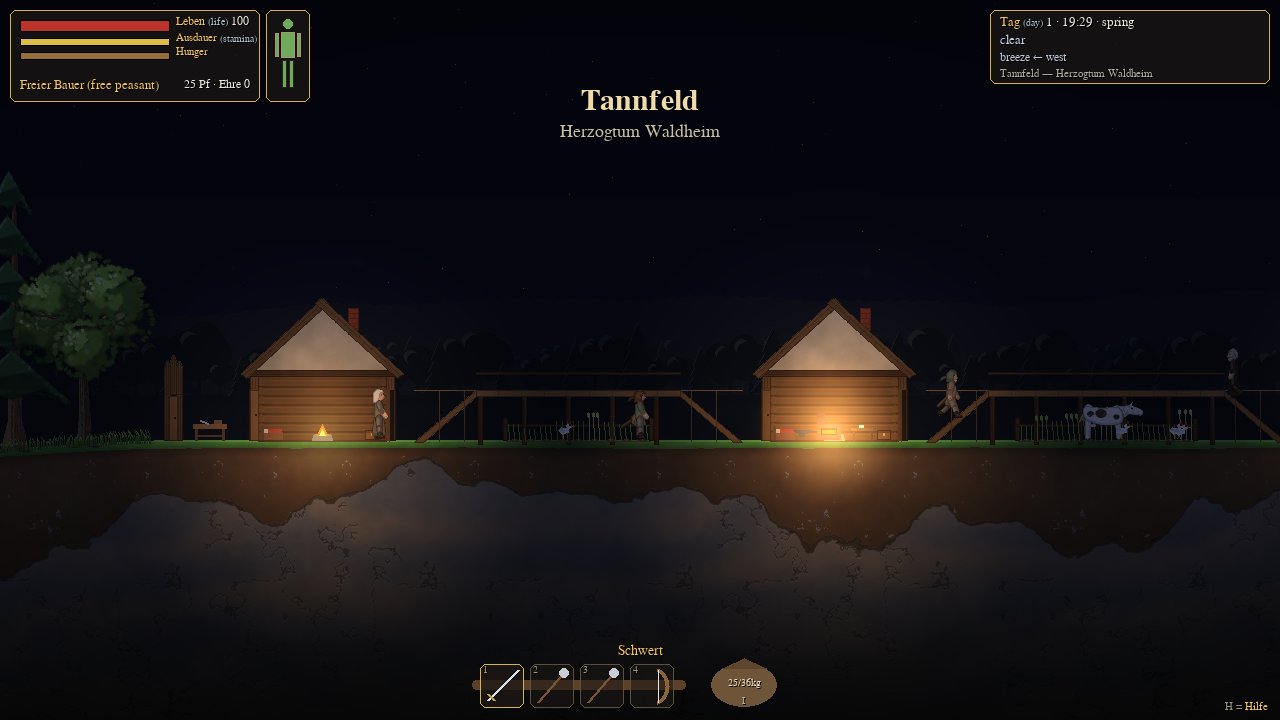 Leben (life) 100
Ausdauer (stamina)
Hunger
Freier Bauer (free peasant) 25 Pf · Ehre 0
Tag (day) 1 · 19:29 · spring
clear
breeze ← west
Tannfeld — Herzogtum Waldheim
Tannfeld
Herzogtum Waldheim
Schwert
1 2 3 4
25/36kg
I
H = Hilfe